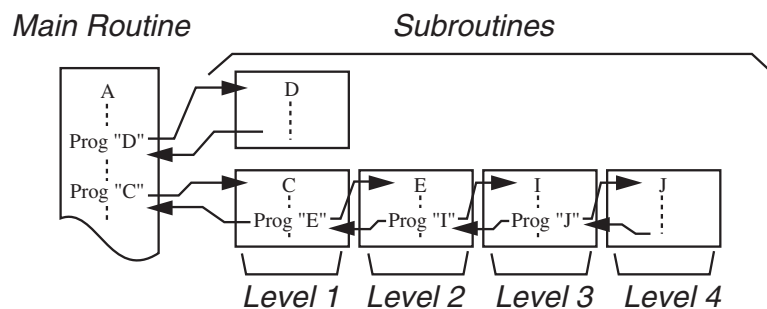 Main Routine
Subroutines
A
D
Prog "D"
Prog "C"
C
E
I
J
Prog "E"
Prog "I"
Prog "J"
Level 1
Level 2
Level 3
Level 4